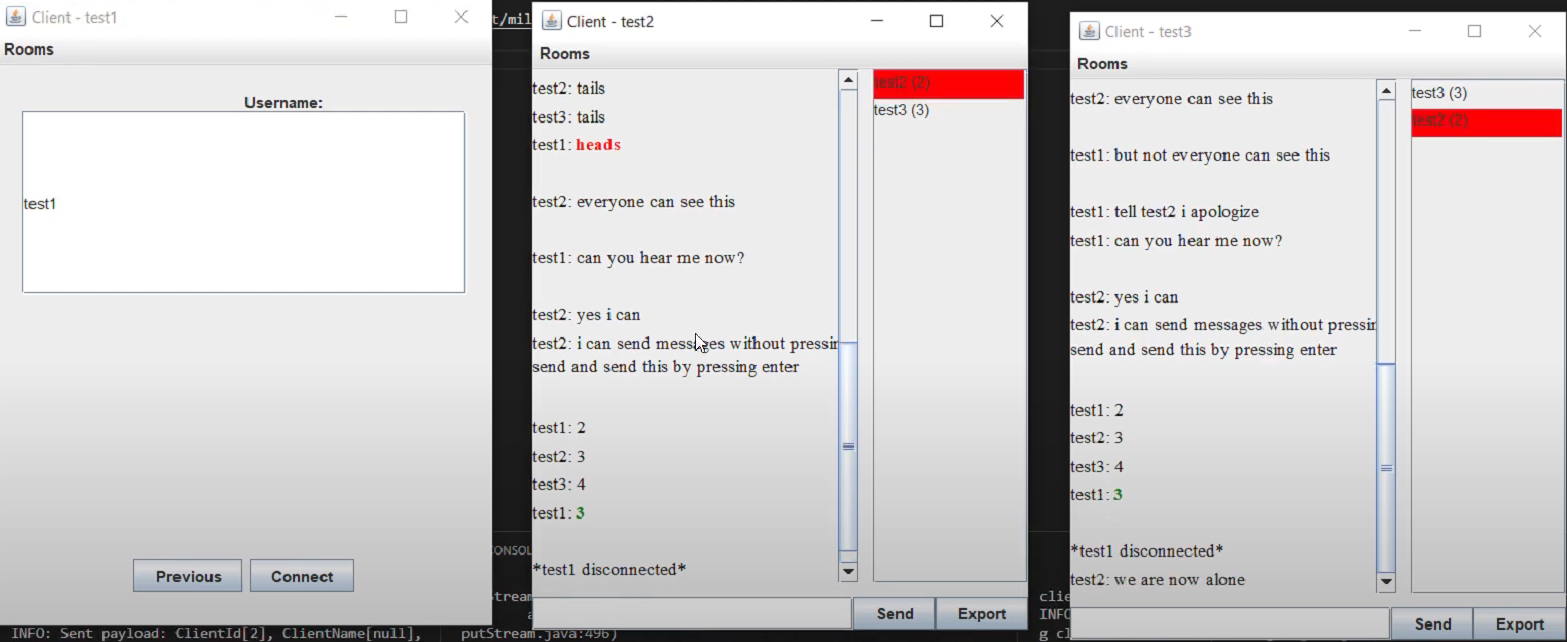 Client - test1
Rooms
Username:
test1
Previous
Connect
INFO: Sent payload: ClientId[2], ClientName[null],
t/mil
CONSOL
tream
a
putStream.java:496)
Client - test2
Rooms
test2: tails
test3: tails
test1: heads
test2: everyone can see this
test1: can you hear me now?
test2: yes i can
test2: i can send messages without pressin
send and send this by pressing enter
test1: 2
test2: 3
test3: 4
test1: 3
*test1 disconnected*
test2 (2)
test3 (3)
Send
Export
clie
INFO
g cl
Client - test3
Rooms
test2: everyone can see this
test1: but not everyone can see this
test1: tell test2 i apologize
test1: can you hear me now?
test2: yes i can
test2: i can send messages without pressin
send and send this by pressing enter
test1: 2
test2: 3
test3: 4
test1: 3
*test1 disconnected*
test2: we are now alone
test3 (3)
test2 (2)
Send
Export